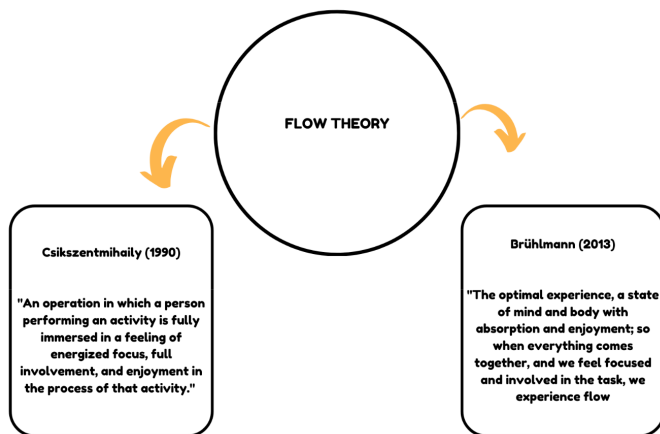 FLOW THEORY
Csikszentmihaily (1990)
"An operation in which a person
performing an activity is fully
immersed in a feeling of
energized focus, full
involvement, and enjoyment in
the process of that activity."
Brühlmann (2013)
"The optimal experience, a state
of mind and body with
absorption and enjoyment; so
when everything comes
together, and we feel focused
and involved in the task, we
experience flow